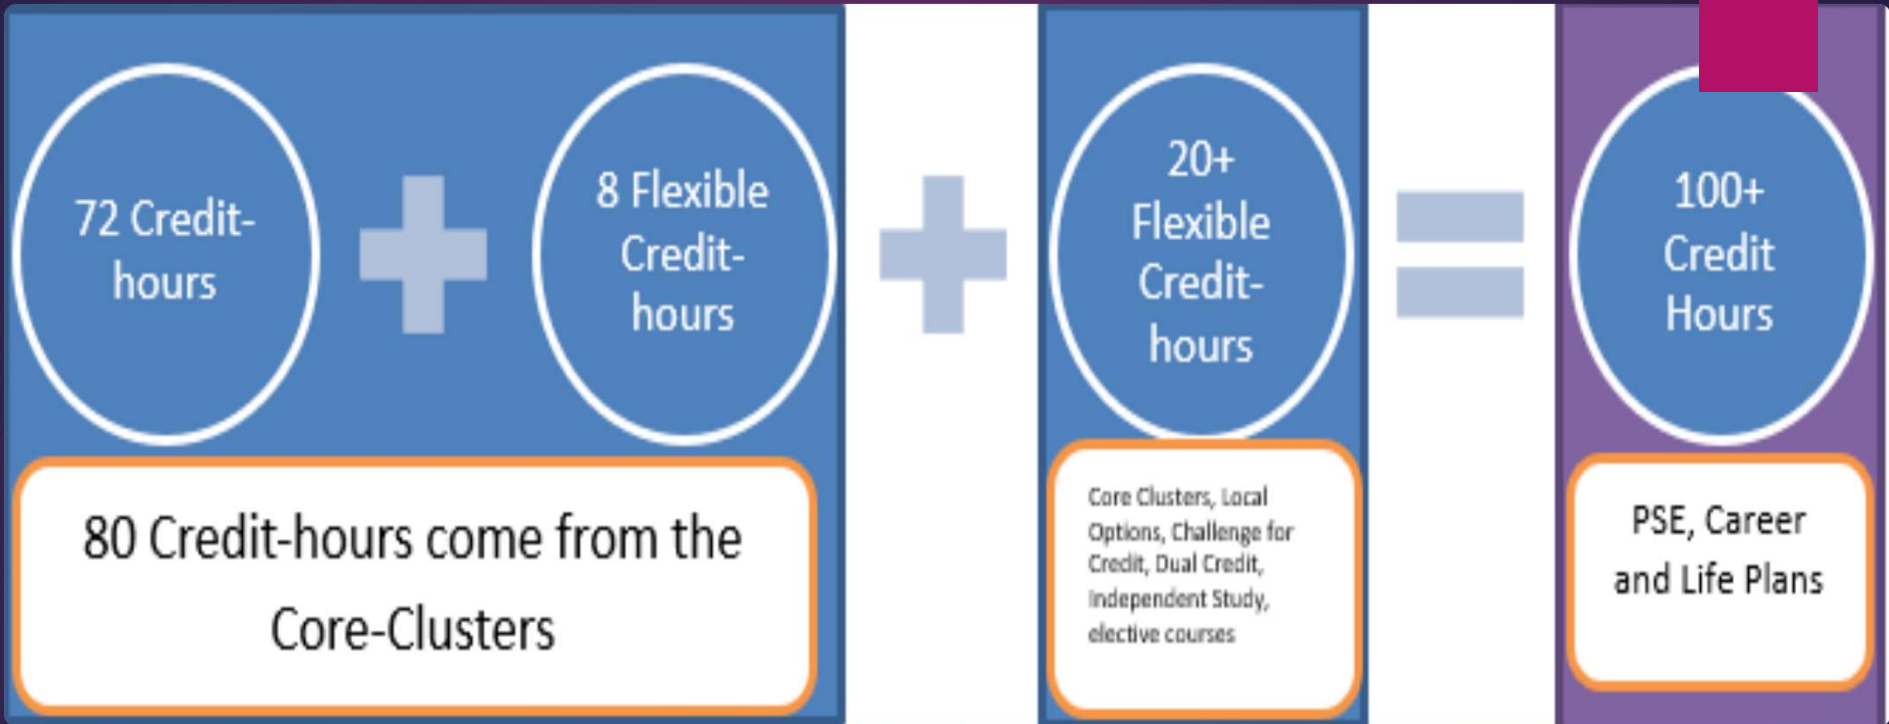 72 Credit-
hours
8 Flexible
Credit-
hours
20+
Flexible
Credit-
hours
100+
Credit
Hours
80 Credit-hours come from the
Core-Clusters
Core Clusters, Local
Options, Challenge for
Credit, Dual Credit,
Independent Study,
elective courses
PSE, Career
and Life Plans